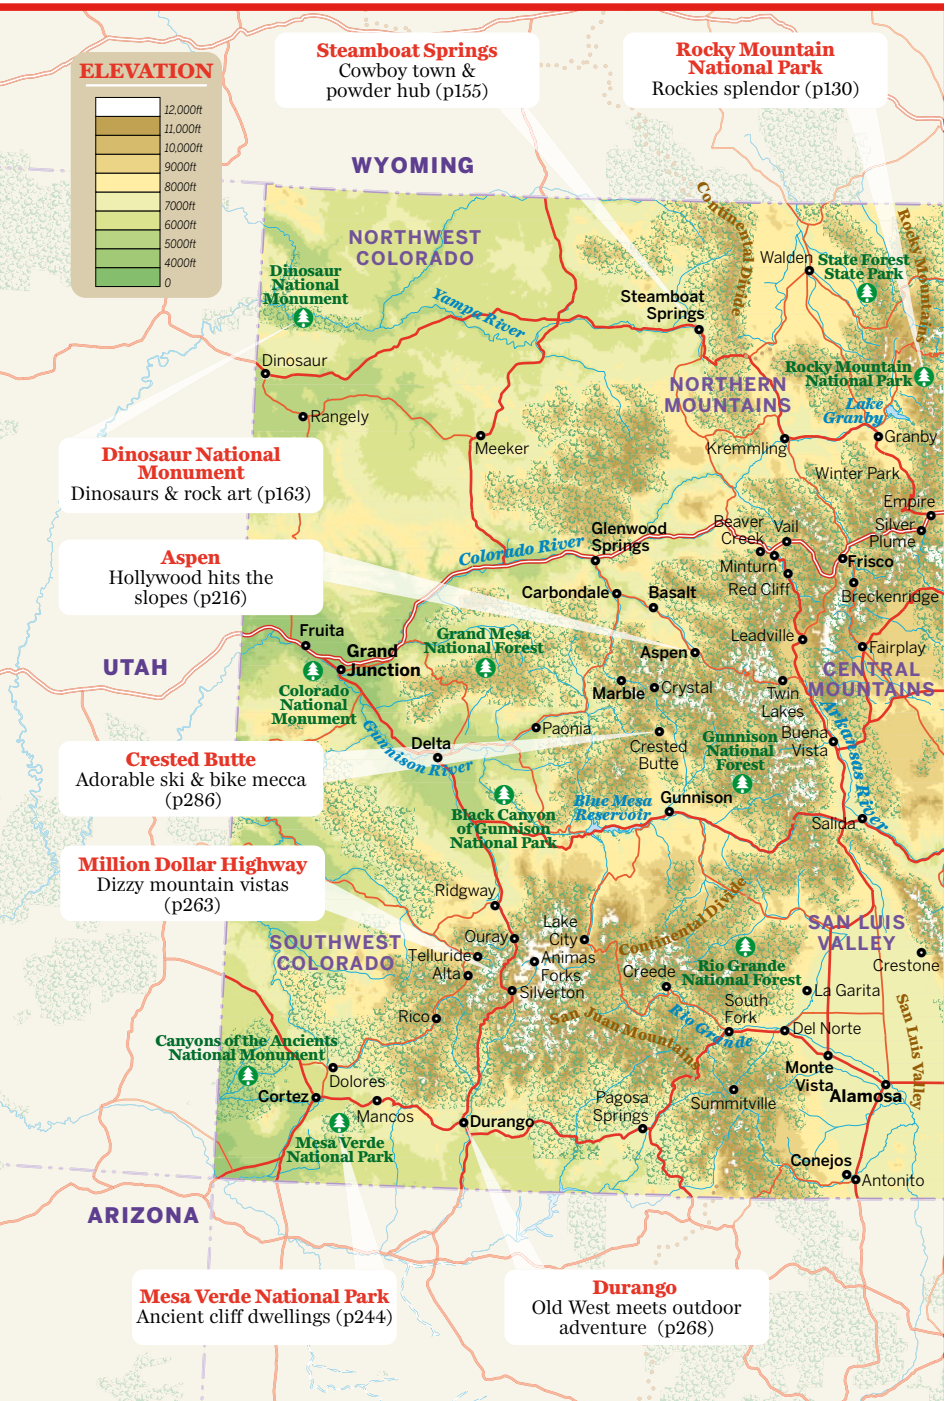 Steamboat Springs
Cowboy town &
powder hub (p155)
Rocky Mountain
National Park
Rockies splendor (p130)
ELEVATION
12,000ft
11,000ft
10,000ft
9000ft
8000ft
7000ft
6000ft
5000ft
4000ft
0
WYOMING
NORTHWEST
COLORADO
Continental Divide
Rocky Mountains
Walden
State Forest
State Park
Dinosaur
National
Monument
Yampa River
Steamboat
Springs
Dinosaur
Rocky Mountain
National Park
NORTHERN
MOUNTAINS
Lake
Granby
Rangely
Meeker
Kremmling
Granby
Dinosaur National
Monument
Dinosaurs & rock art (p163)
Winter Park
Empire
Silver
Plume
Beaver
Creek
Vail
Glenwood
Springs
Colorado River
Aspen
Hollywood hits the
slopes (p216)
Minturn
Frisco
Red Cliff
Breckenridge
Carbondale
Basalt
Fruita
Grand
Junction
Grand Mesa
National Forest
Leadville
Fairplay
Aspen
UTAH
Colorado
National
Monument
Marble
Crystal
Twin
Lakes
CENTRAL
MOUNTAINS
Gunnison River
Paonia
Delta
Crested
Butte
Gunnison
National
Forest
Buena
Vista
Arkansas River
Crested Butte
Adorable ski & bike mecca
(p286)
Black Canyon
of Gunnison
National Park
Blue Mesa
Reservoir
Gunnison
Salida
Million Dollar Highway
Dizzy mountain vistas
(p263)
Ridgway
Continental Divide
SOUTHWEST
COLORADO
Ouray
Lake
City
SAN LUIS
VALLEY
Telluride
Alta
Animas
Forks
Creede
Rio Grande
National Forest
Crestone
Silverton
South
Fork
La Garita
San Luis Valley
Rico
San Juan Mountains
Rio Grande
Del Norte
Canyons of the Ancients
National Monument
Dolores
Monte
Vista
Cortez
Mancos
Summitville
Alamosa
Pagosa
Springs
Durango
Mesa Verde
National Park
Conejos
Antonito
ARIZONA
Mesa Verde National Park
Ancient cliff dwellings (p244)
Durango
Old West meets outdoor
adventure (p268)